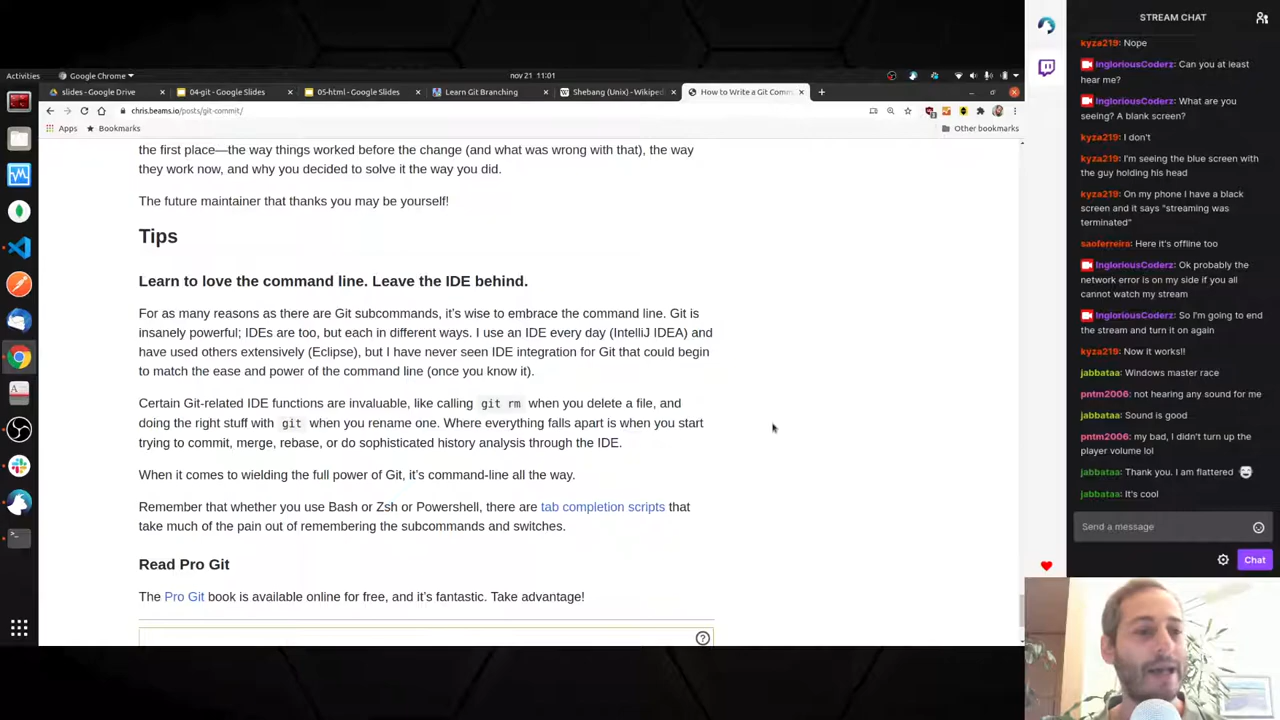 Activities
Google Chrome
nov 21 11:01
slides - Google Drive
04-git - Google Slides
05-html - Google Slides
Learn Git Branching
Shebang (Unix) - Wikiped
How to Write a Git Comm
chris.beams.io/posts/git-commit/
Apps
Bookmarks
Other bookmarks
the first place—the way things worked before the change (and what was wrong with that), the way
they work now, and why you decided to solve it the way you did.
The future maintainer that thanks you may be yourself!
Tips
Learn to love the command line. Leave the IDE behind.
For as many reasons as there are Git subcommands, it's wise to embrace the command line. Git is
insanely powerful; IDEs are too, but each in different ways. I use an IDE every day (IntelliJ IDEA) and
have used others extensively (Eclipse), but I have never seen IDE integration for Git that could begin
to match the ease and power of the command line (once you know it).
Certain Git-related IDE functions are invaluable, like calling git rm when you delete a file, and
doing the right stuff with git when you rename one. Where everything falls apart is when you start
trying to commit, merge, rebase, or do sophisticated history analysis through the IDE.
When it comes to wielding the full power of Git, it's command-line all the way.
Remember that whether you use Bash or Zsh or Powershell, there are tab completion scripts that
take much of the pain out of remembering the subcommands and switches.
Read Pro Git
The Pro Git book is available online for free, and it's fantastic. Take advantage!
STREAM CHAT
kyza219: Nope
IngloriousCoderz: Can you at least
hear me?
IngloriousCoderz: What are you
seeing? A blank screen?
kyza219: I don't
kyza219: I'm seeing the blue screen with
the guy holding his head
kyza219: On my phone I have a black
screen and it says "streaming was
terminated"
saoferreira: Here it's offline too
IngloriousCoderz: Ok probably the
network error is on my side if you all
cannot watch my stream
IngloriousCoderz: So I'm going to end
the stream and turn it on again
kyza219: Now it works!!
jabbataa: Windows master race
pntm2006: not hearing any sound for me
jabbataa: Sound is good
pntm2006: my bad, I didn't turn up the
player volume lol
jabbataa: Thank you. I am flattered
jabbataa: It's cool
Send a message
Chat